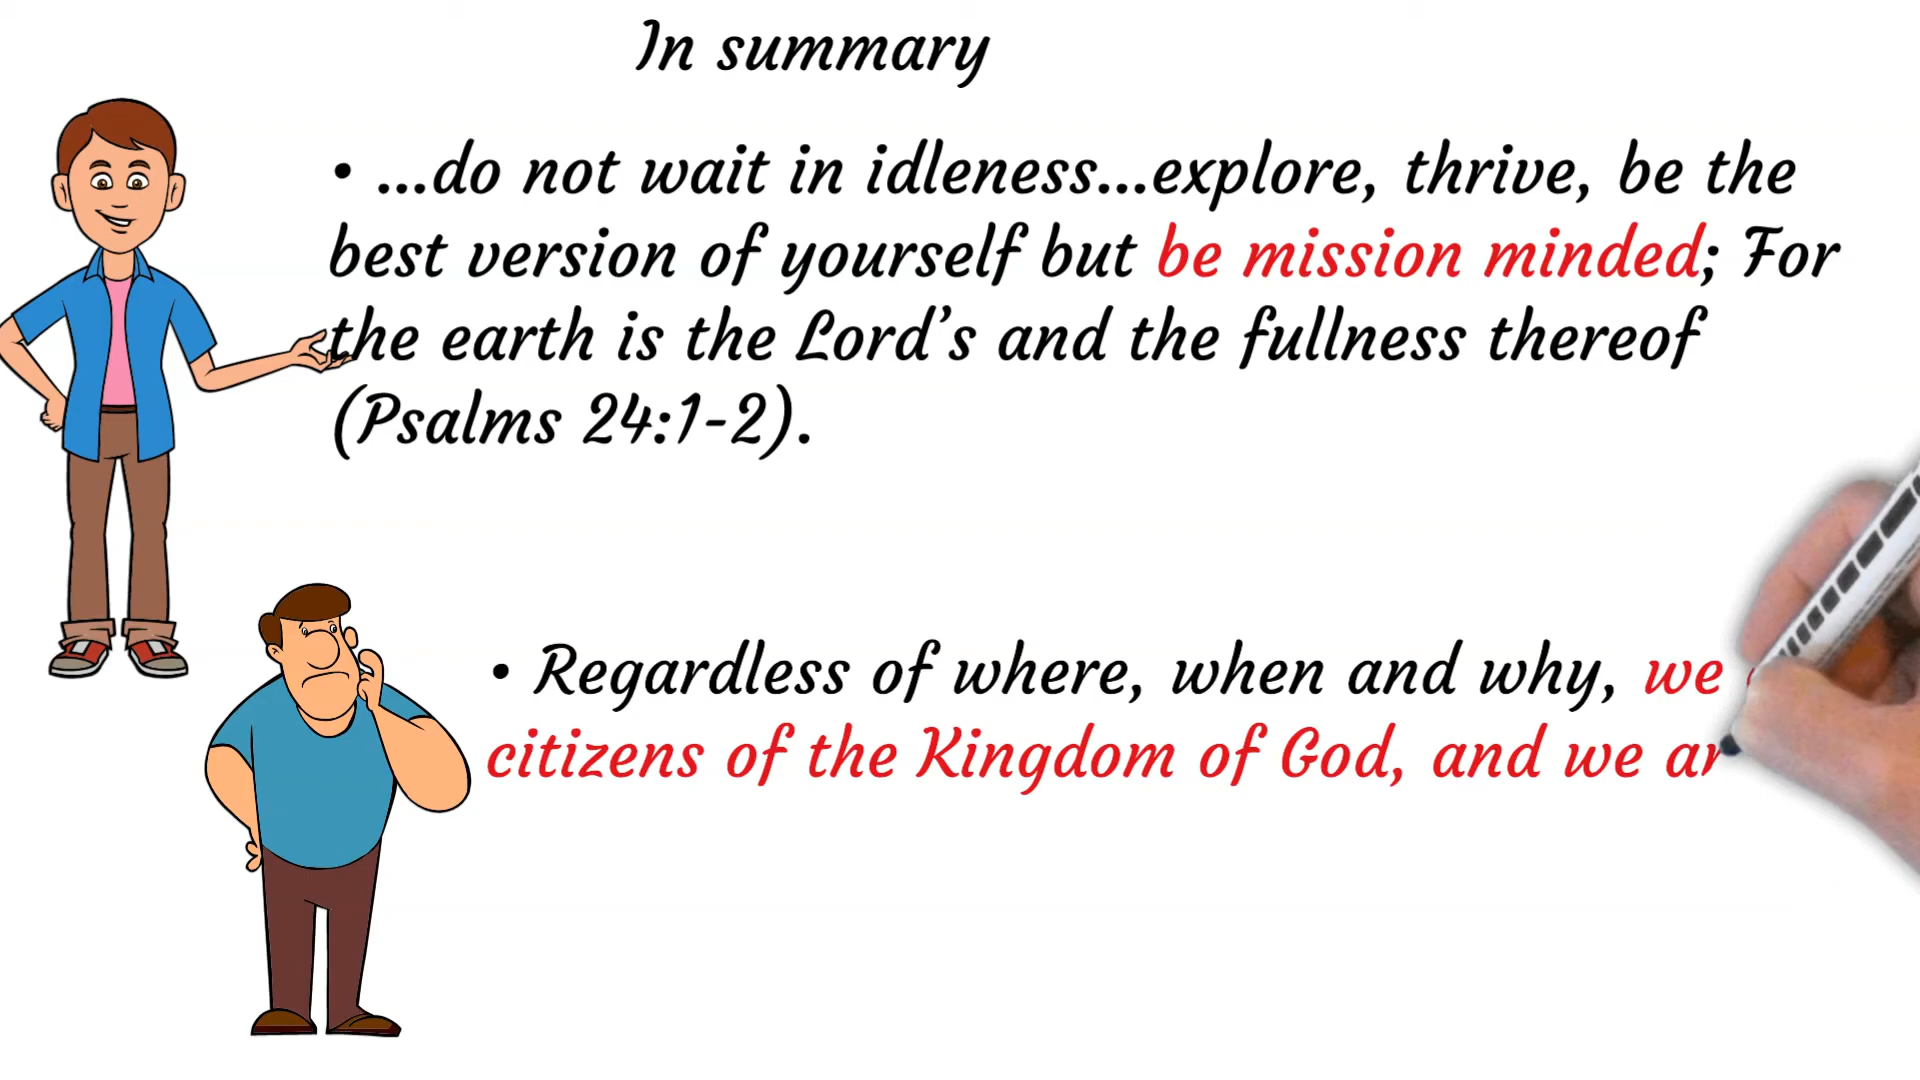 In summary
• ...do not wait in idleness...explore, thrive, be the
best version of yourself but be mission minded; For
the earth is the Lord's and the fullness thereof
(Psalms 24:1-2).
• Regardless of where, when and why, we
citizens of the Kingdom of God, and we ar